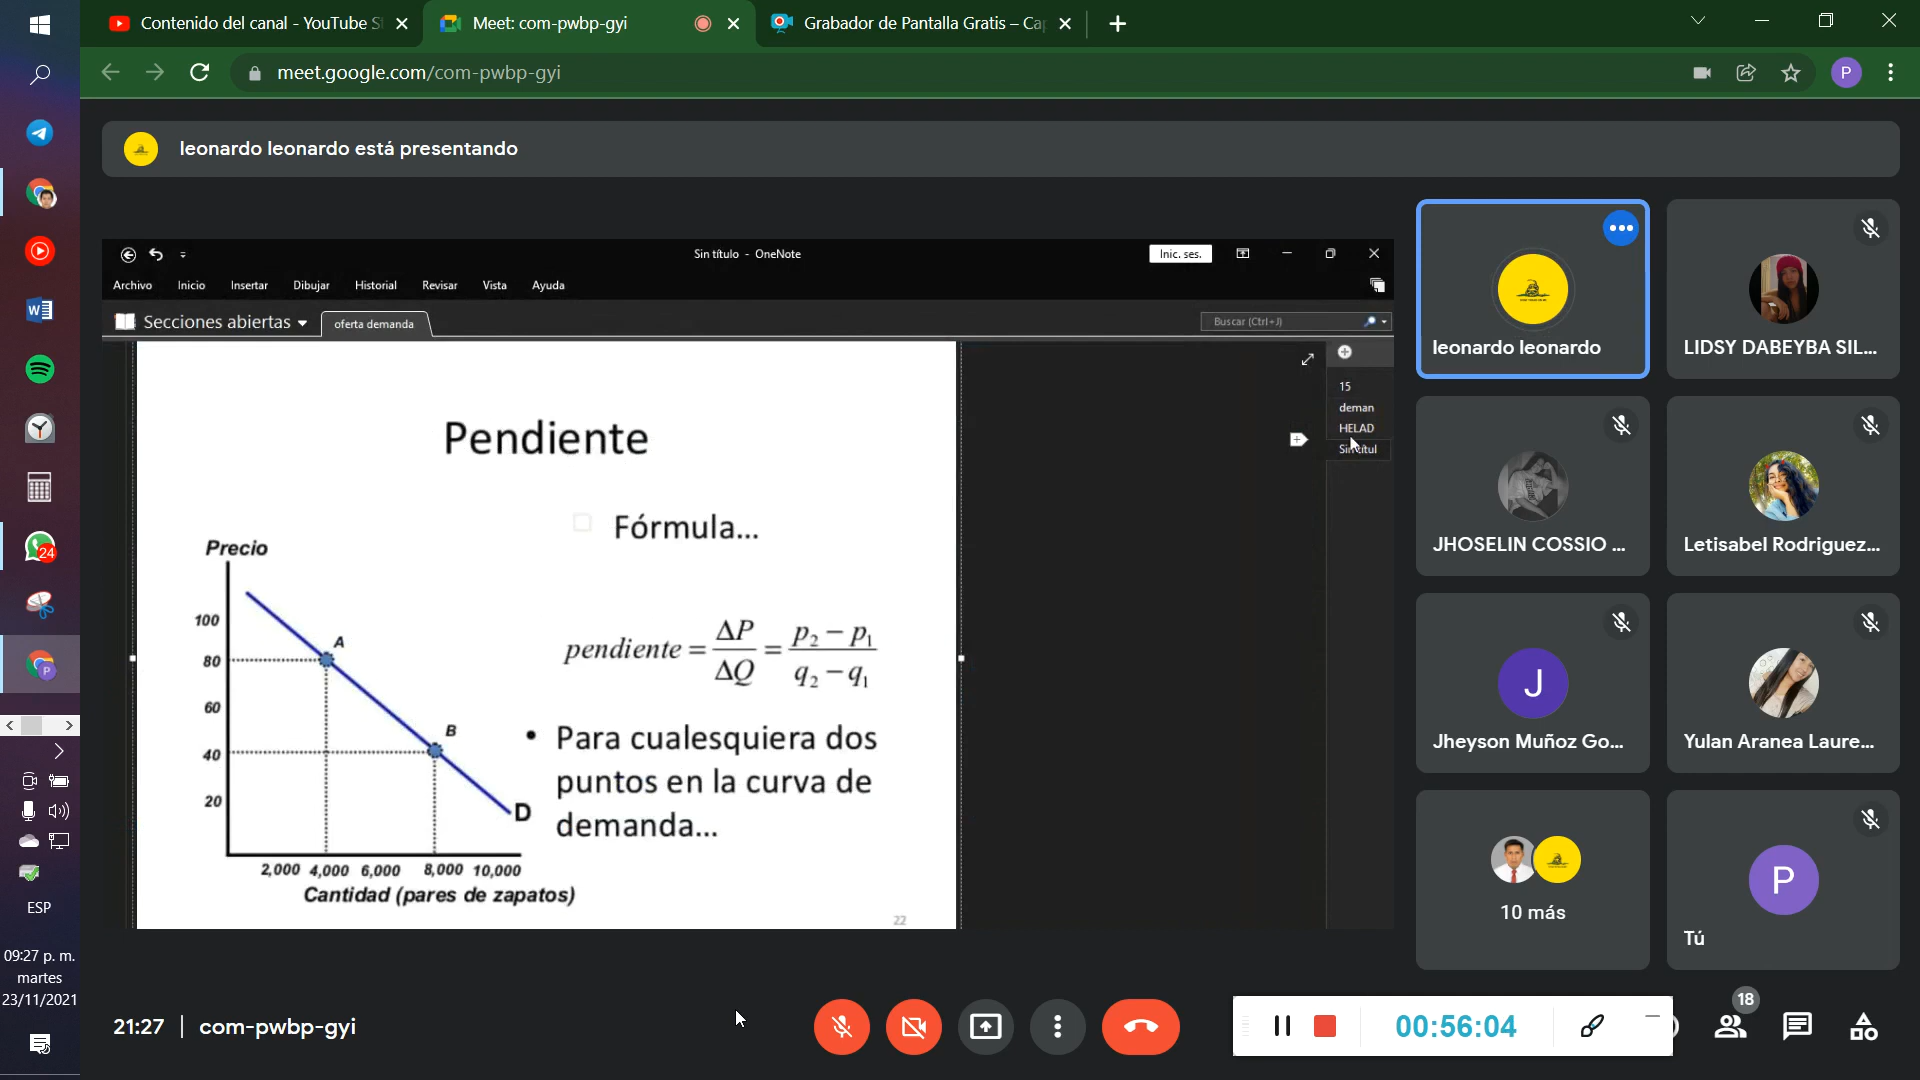 Contenido del canal - YouTube S
Meet: com-pwbp-gyi
Grabador de Pantalla Gratis – Ca
meet.google.com/com-pwbp-gyi
P
leonardo leonardo está presentando
Sin título - OneNote
Inic. ses.
Archivo Inicio Insertar Dibujar Historial Revisar Vista Ayuda
Secciones abiertas
oferta demanda
Buscar (Ctrl+J)
15
deman
HELAD
Sin títul
Pendiente
Fórmula...
Precio
100
80
60
40
20
A
B
D
2,000 4,000 6,000 8,000 10,000
Cantidad (pares de zapatos)
pendiente = ΔP/ΔQ = p₂ − p₁/q₂ − q₁
• Para cualesquiera dos
puntos en la curva de
demanda...
22
leonardo leonardo
LIDSY DABEYBA SIL...
JHOSELIN COSSIO ...
Letisabel Rodriguez...
J
Jheyson Muñoz Go...
Yulan Aranea Laure...
10 más
P
Tú
24
P
ESP
09:27 p. m.
martes
23/11/2021
21:27 | com-pwbp-gyi
00:56:04
18